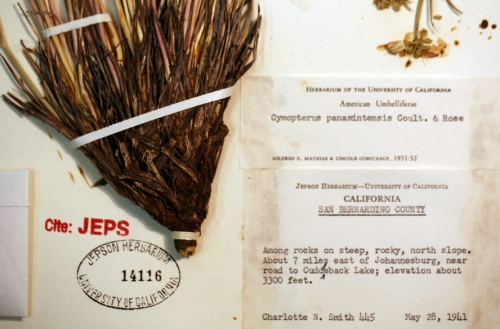 HERBARIUM OF THE UNIVERSITY OF CALIFORNIA
American Umbelliferae
Cymopterus panamintensis Coult. & Rose
MILDRED E. MATHIAS & LINCOLN CONSTANCE, 1951-52
JEPSON HERBARIUM—UNIVERSITY OF CALIFORNIA
CALIFORNIA
SAN BERNARDINO COUNTY
Among rocks on steep, rocky, north slope.
About 7 miles east of Johannesburg, near
road to Cuddeback Lake; elevation about
3300 feet.
Charlotte N. Smith 445 May 28, 1941
Cite: JEPS
JEPSON HERBARIUM
14116
UNIVERSITY OF CALIFORNIA